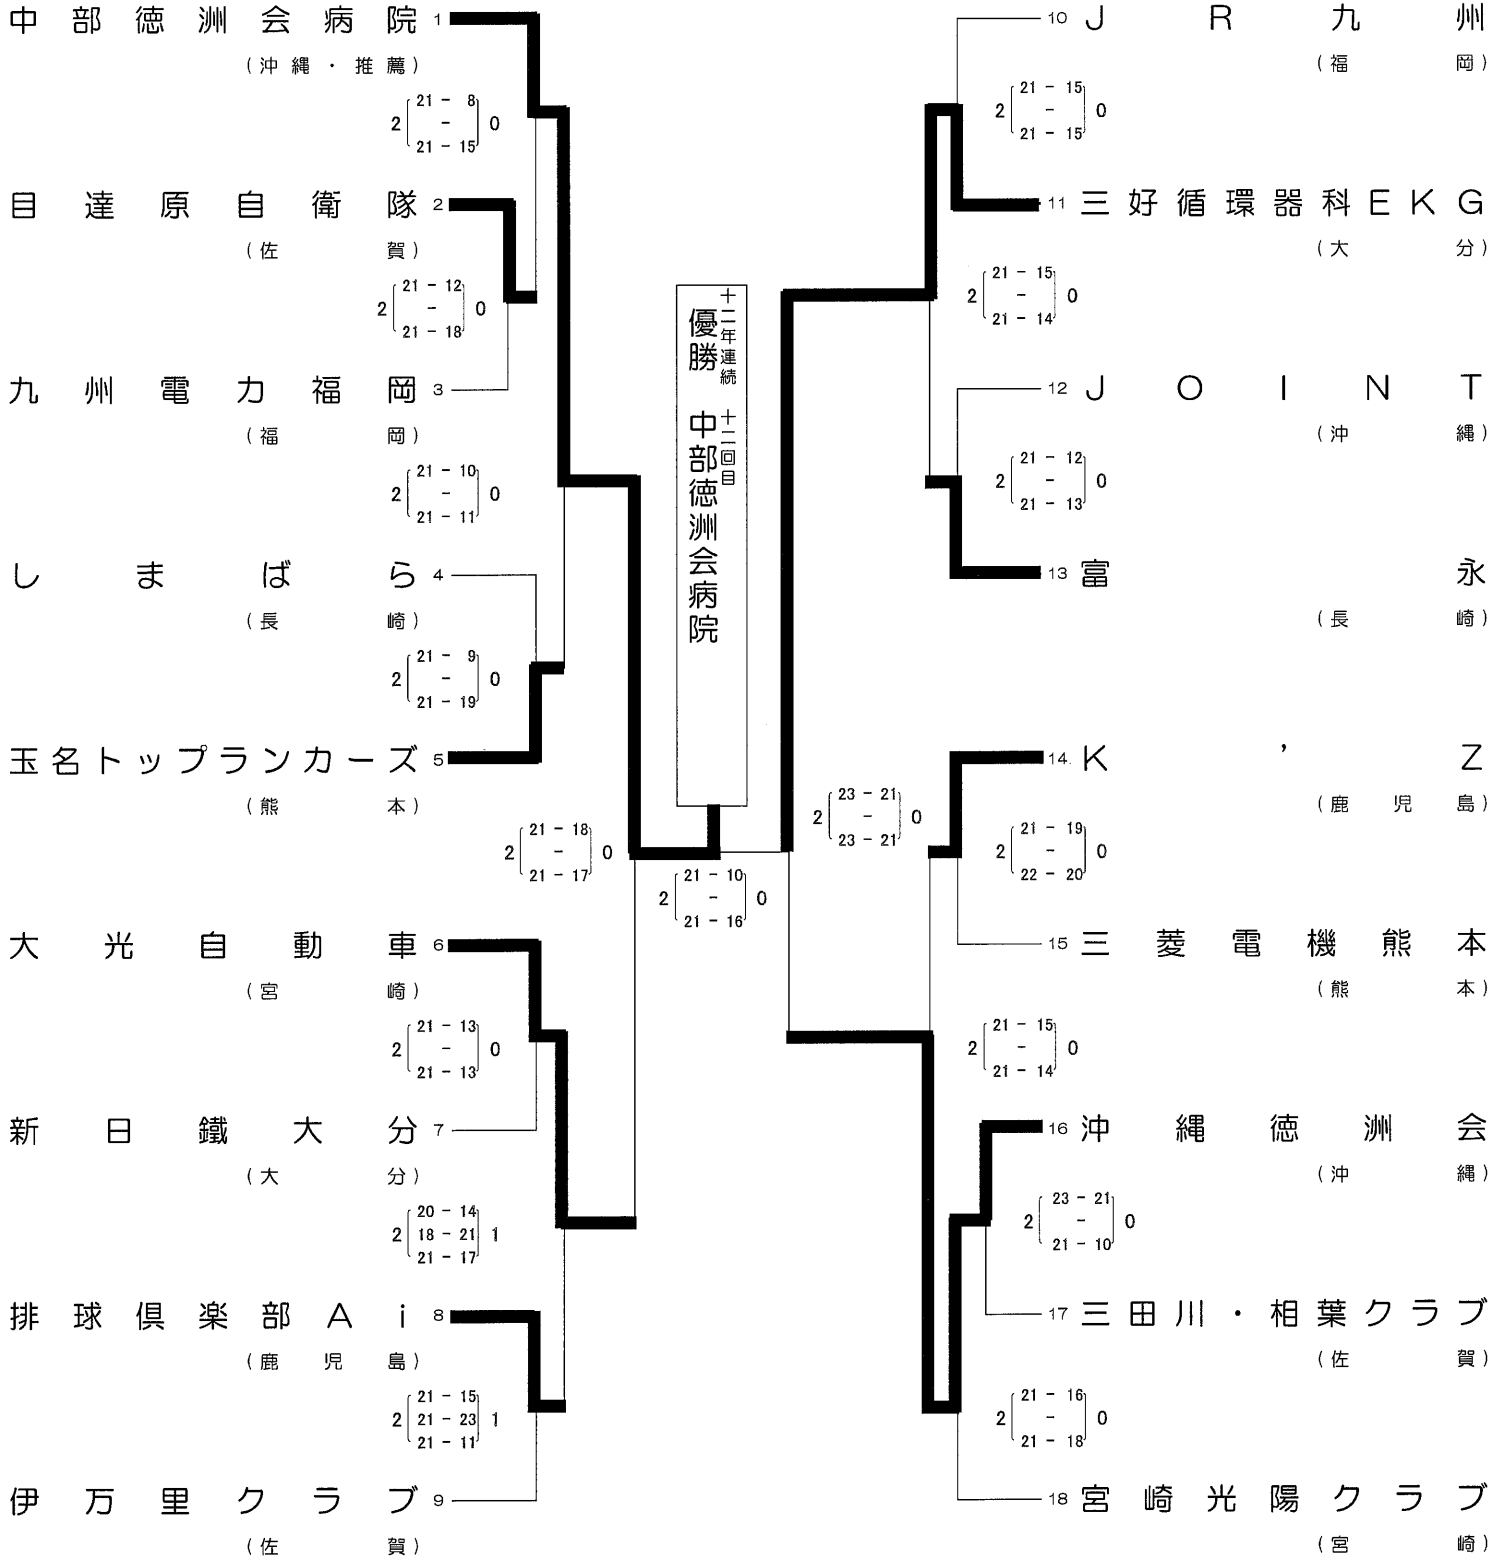 中部徳洲会病院 1
(沖縄・推薦)
2 21 - 8 0
-
21 - 15
目達原自衛隊 2
(佐賀)
2 21 - 12 0
-
21 - 18
九州電力福岡 3
(福岡)
2 21 - 10 0
-
21 - 11
しまばら 4
(長崎)
2 21 - 9 0
-
21 - 19
玉名トップランカーズ 5
(熊本)
2 21 - 18 0
-
21 - 17
大光自動車 6
(宮崎)
2 21 - 13 0
-
21 - 13
新日鐵大分 7
(大分)
2 20 - 14 1
18 - 21
21 - 17
排球倶楽部Ai 8
(鹿児島)
2 21 - 15 1
21 - 23
21 - 11
伊万里クラブ 9
(佐賀)
十二年連続 十二回目
優勝 中部徳洲会病院
2 21 - 10 0
-
21 - 16
10 JR九州
(福岡)
2 21 - 15 0
-
21 - 15
11 三好循環器科EKG
(大分)
2 21 - 15 0
-
21 - 14
12 JOINT
(沖縄)
2 21 - 12 0
-
21 - 13
13 富永
(長崎)
2 23 - 21 0
-
23 - 21
14 K'Z
(鹿児島)
2 21 - 19 0
-
22 - 20
15 三菱電機熊本
(熊本)
2 21 - 15 0
-
21 - 14
16 沖縄徳洲会
(沖縄)
2 23 - 21 0
-
21 - 10
17 三田川・相葉クラブ
(佐賀)
2 21 - 16 0
-
21 - 18
18 宮崎光陽クラブ
(宮崎)